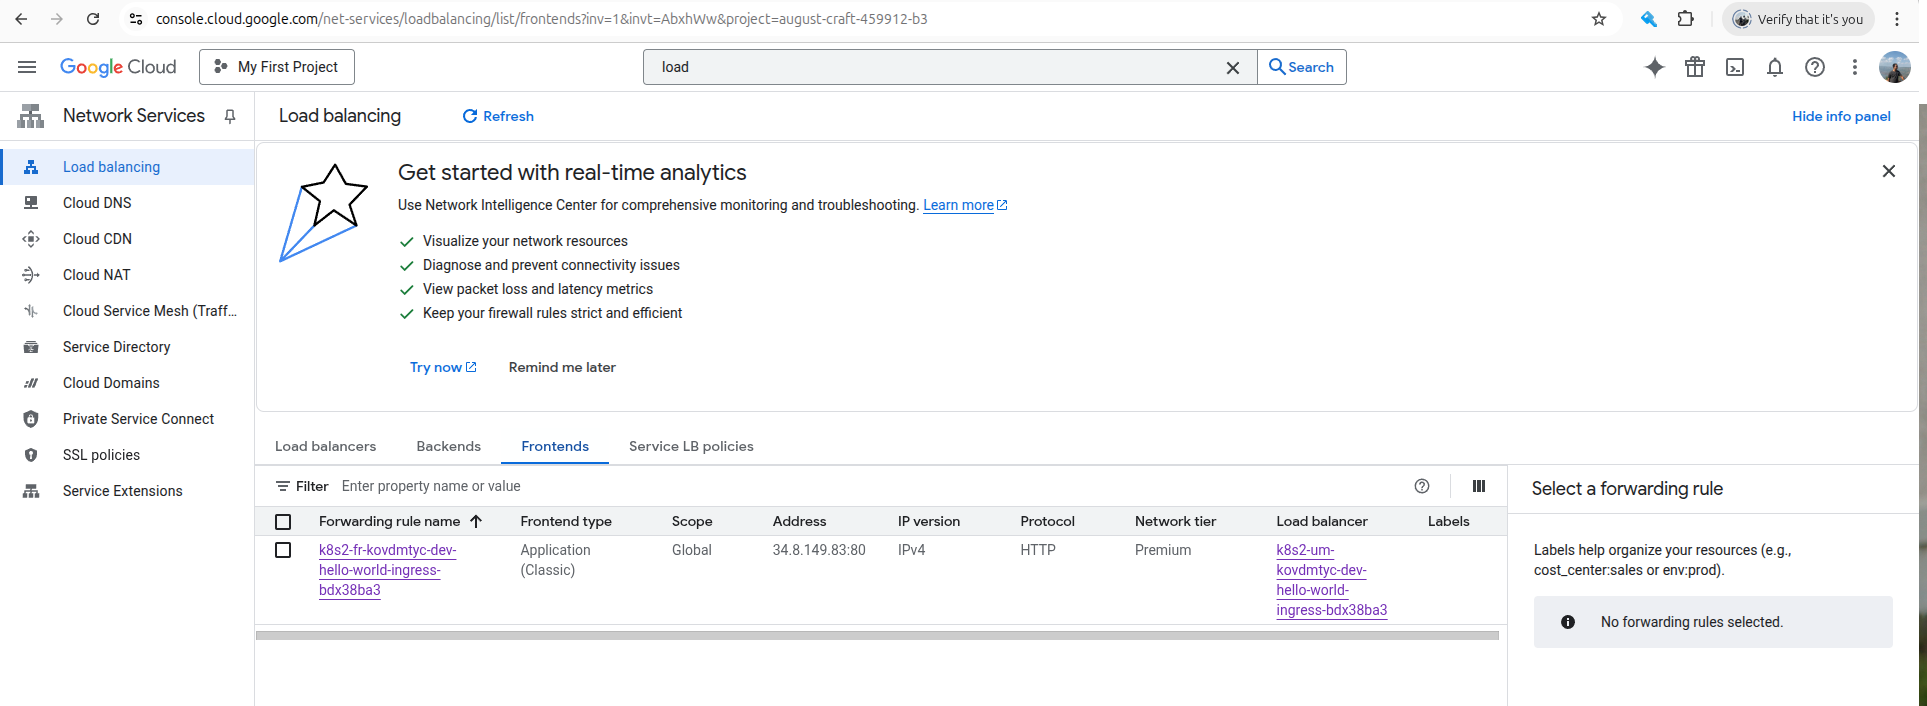 console.cloud.google.com/net-services/loadbalancing/list/frontends?inv=1&invt=AbxhWw&project=august-craft-459912-b3
Verify that it's you
Google Cloud
My First Project
load
Search
Network Services
Load balancing
Refresh
Hide info panel
Load balancing
Cloud DNS
Cloud CDN
Cloud NAT
Cloud Service Mesh (Traff...
Service Directory
Cloud Domains
Private Service Connect
SSL policies
Service Extensions
Get started with real-time analytics
Use Network Intelligence Center for comprehensive monitoring and troubleshooting. Learn more
Visualize your network resources
Diagnose and prevent connectivity issues
View packet loss and latency metrics
Keep your firewall rules strict and efficient
Try now
Remind me later
Load balancers Backends Frontends Service LB policies
Filter Enter property name or value
Forwarding rule name Frontend type Scope Address IP version Protocol Network tier Load balancer Labels
k8s2-fr-kovdmtyc-dev-
hello-world-ingress-
bdx38ba3
Application
(Classic)
Global
34.8.149.83:80
IPv4
HTTP
Premium
k8s2-um-
kovdmtyc-dev-
hello-world-
ingress-bdx38ba3
Select a forwarding rule
Labels help organize your resources (e.g.,
cost_center:sales or env:prod).
No forwarding rules selected.